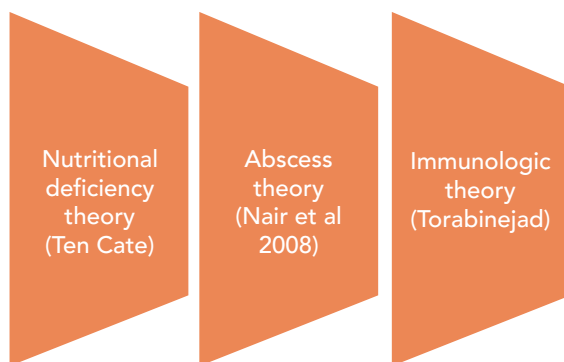 Nutritional
deficiency
theory
(Ten Cate)
Abscess
theory
(Nair et al
2008)
Immunologic
theory
(Torabinejad)